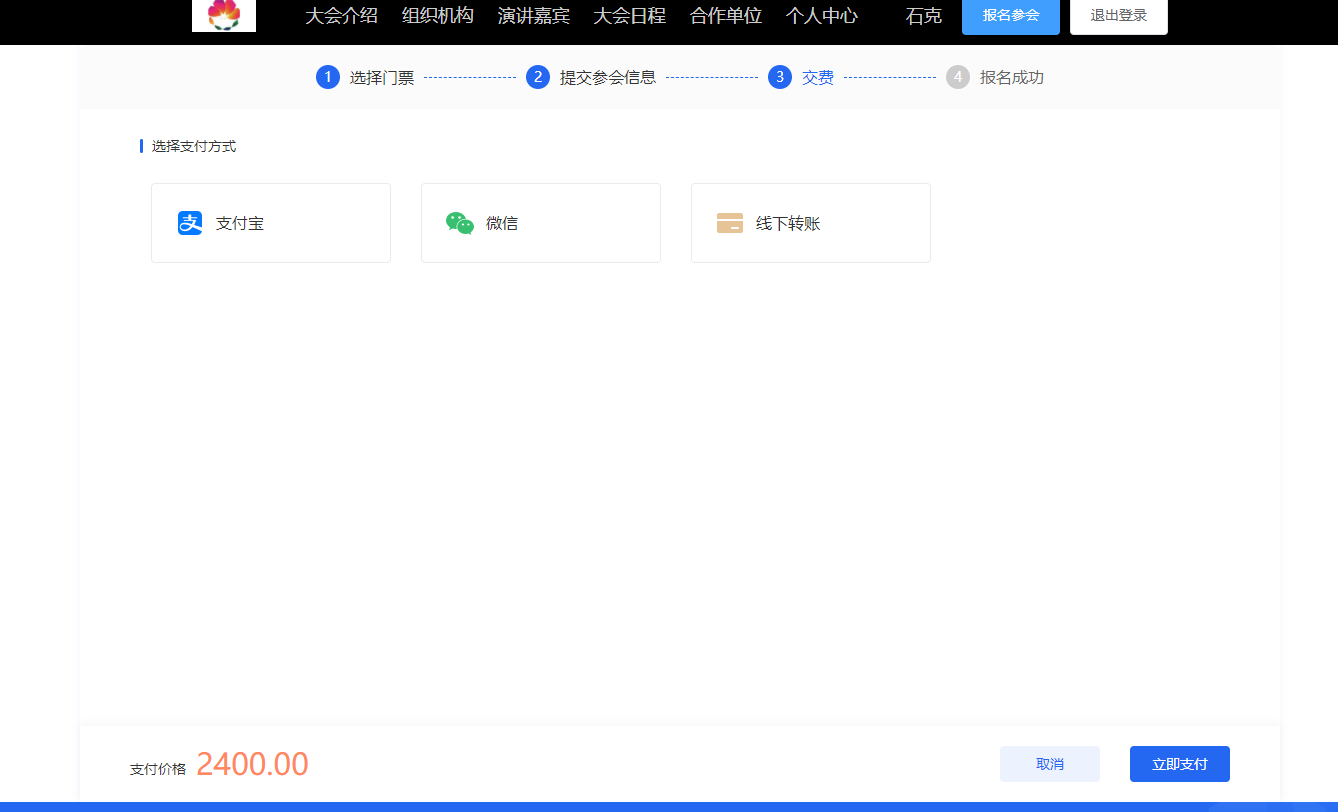 大会介绍 组织机构 演讲嘉宾 大会日程 合作单位 个人中心 石克 报名参会 退出登录
1 选择门票 2 提交参会信息 3 交费 4 报名成功
选择支付方式
支 支付宝 微信 线下转账
支付价格 2400.00 取消 立即支付